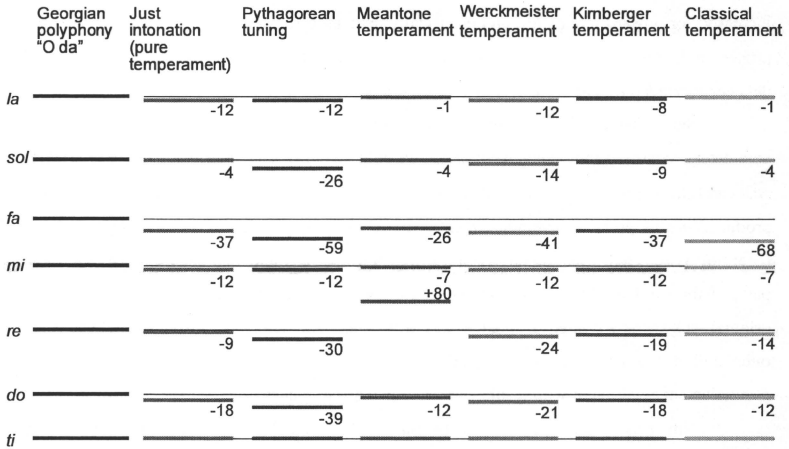 Georgian polyphony "O da"
Just intonation (pure temperament)
Pythagorean tuning
Meantone temperament
Werckmeister temperament
Kirnberger temperament
Classical temperament
la
-12 -12 -1 -12 -8 -1
sol
-4 -26 -4 -14 -9 -4
fa
-37 -59 -26 -41 -37 -68
mi
-12 -12 -7 -12 -12 -7
+80
re
-9 -30 -24 -19 -14
do
-18 -39 -12 -21 -18 -12
ti